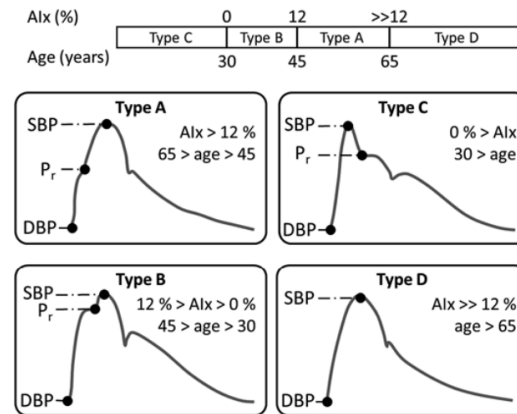 AIx (%) 0 12 >>12
Type C Type B Type A Type D
Age (years) 30 45 65
Type A
SBP
AIx > 12 %
65 > age > 45
Pr
DBP
Type C
SBP
0 % > AIx
Pr
30 > age
DBP
Type B
SBP
12 % > AIx > 0 %
Pr
45 > age > 30
DBP
Type D
SBP
AIx >> 12 %
age > 65
DBP